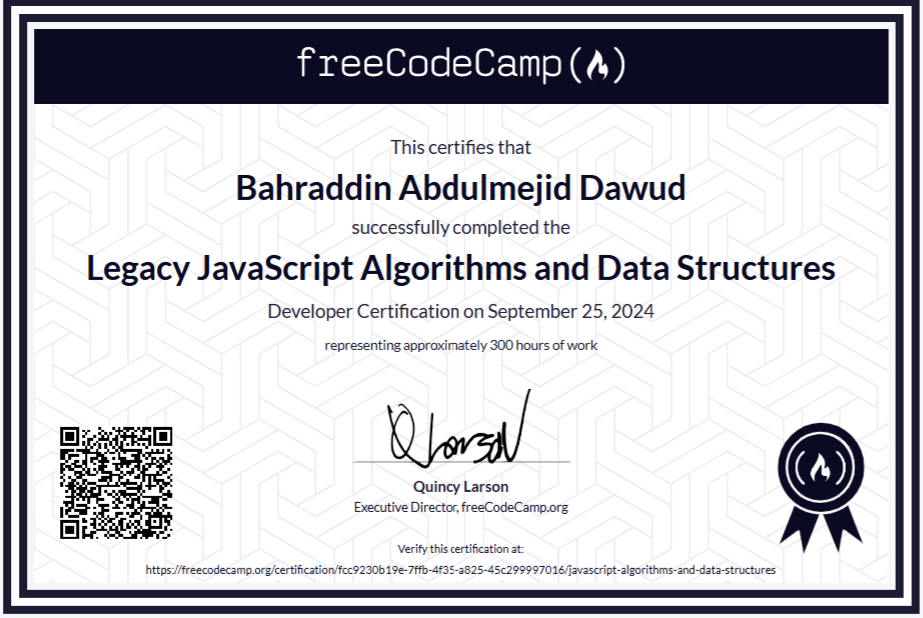 freeCodeCamp
This certifies that
Bahraddin Abdulmejid Dawud
successfully completed the
Legacy JavaScript Algorithms and Data Structures
Developer Certification on September 25, 2024
representing approximately 300 hours of work
QLarson
Quincy Larson
Executive Director, freeCodeCamp.org
Verify this certification at:
https://freecodecamp.org/certification/fcc9230b19e-7ffb-4f35-a825-45c299997016/javascript-algorithms-and-data-structures